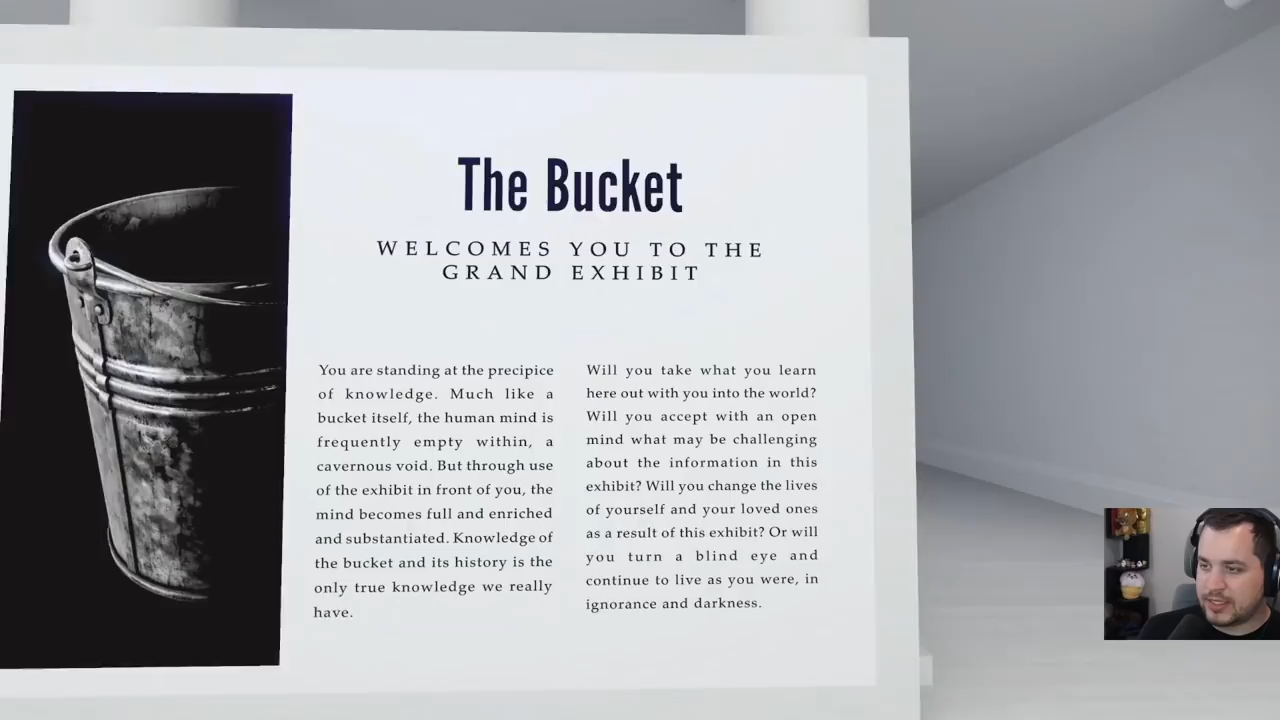 The Bucket
WELCOMES YOU TO THE
GRAND EXHIBIT
You are standing at the precipice
of knowledge. Much like a
bucket itself, the human mind is
frequently empty within, a
cavernous void. But through use
of the exhibit in front of you, the
mind becomes full and enriched
and substantiated. Knowledge of
the bucket and its history is the
only true knowledge we really
have.
Will you take what you learn
here out with you into the world?
Will you accept with an open
mind what may be challenging
about the information in this
exhibit? Will you change the lives
of yourself and your loved ones
as a result of this exhibit? Or will
you turn a blind eye and
continue to live as you were, in
ignorance and darkness.